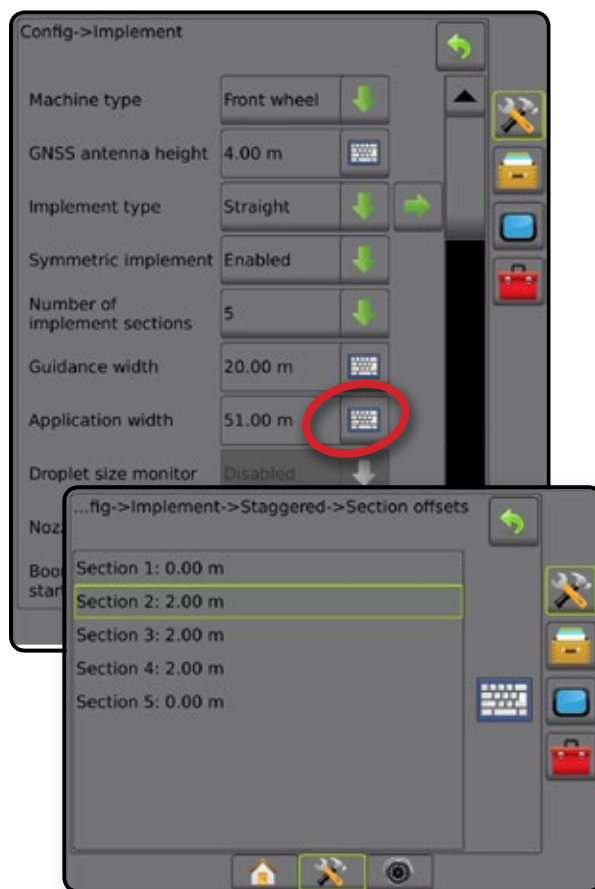 Config->Implement
Machine type Front wheel
GNSS antenna height 4.00 m
Implement type Straight
Symmetric implement Enabled
Number of
implement sections 5
Guidance width 20.00 m
Application width 51.00 m
Droplet size monitor Disabled
...fig->Implement->Staggered->Section offsets
Section 1: 0.00 m
Section 2: 2.00 m
Section 3: 2.00 m
Section 4: 2.00 m
Section 5: 0.00 m